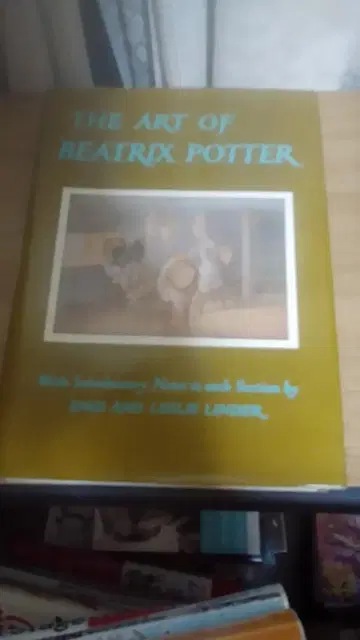 THE ART OF
BEATRIX POTTER
With Introductory Notes to each Section by
ENID AND LESLIE LINDER